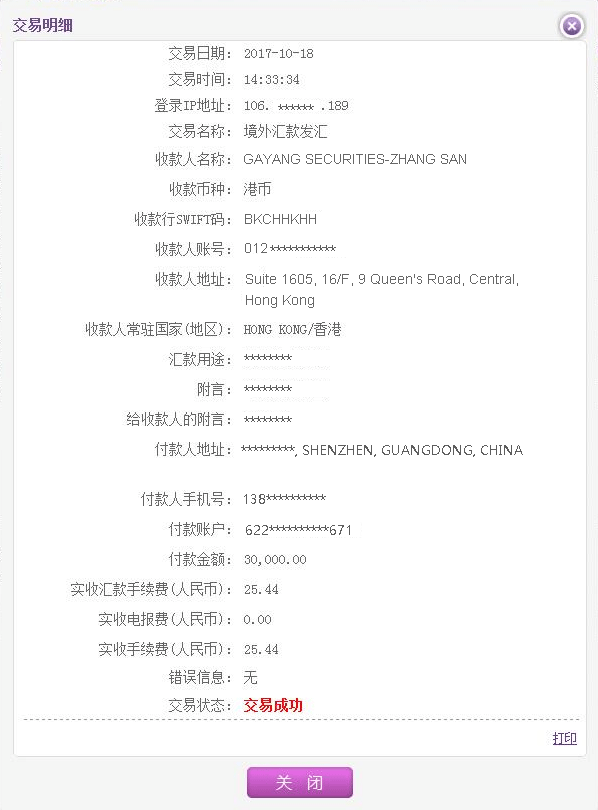 交易明细
交易日期： 2017-10-18
交易时间： 14:33:34
登录IP地址： 106. ****** .189
交易名称： 境外汇款发汇
收款人名称： GAYANG SECURITIES-ZHANG SAN
收款币种： 港币
收款行SWIFT码： BKCHHKHH
收款人账号： 012***********
收款人地址： Suite 1605, 16/F, 9 Queen's Road, Central,
Hong Kong
收款人常驻国家(地区)： HONG KONG/香港
汇款用途： ********
附言： ********
给收款人的附言： ********
付款人地址： *********, SHENZHEN, GUANGDONG, CHINA
付款人手机号： 138**********
付款账户： 622**********671
付款金额： 30,000.00
实收汇款手续费(人民币)： 25.44
实收电报费(人民币)： 0.00
实收手续费(人民币)： 25.44
错误信息： 无
交易状态： 交易成功
打印
关 闭